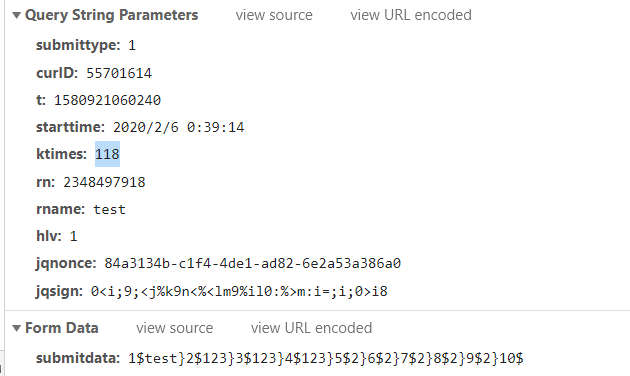 ▼ Query String Parameters view source view URL encoded
submittype: 1
curID: 55701614
t: 1580921060240
starttime: 2020/2/6 0:39:14
ktimes: 118
rn: 2348497918
rname: test
hlv: 1
jqnonce: 84a3134b-c1f4-4de1-ad82-6e2a53a386a0
jqsign: 0<i;9;<j%k9n<%<lm9%il0:%>m:i=;i;0>i8
▼ Form Data view source view URL encoded
submitdata: 1$test}2$123}3$123}4$123}5$2}6$2}7$2}8$2}9$2}10$